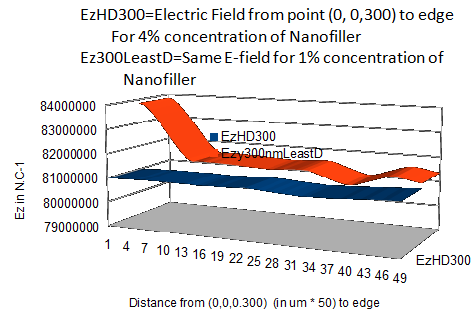 EzHD300=Electric Field from point (0, 0,300) to edge
For 4% concentration of Nanofiller
Ez300LeastD=Same E-field for 1% concentration of
Nanofiller
84000000
83000000
82000000
81000000
80000000
79000000
Ez in N.C-1
EzHD300
Ezy300nmLeastD
1 4 7 10 13 16 19 22 25 28 31 34 37 40 43 46 49
EzHD300
Distance from (0,0,0.300) (in um * 50) to edge